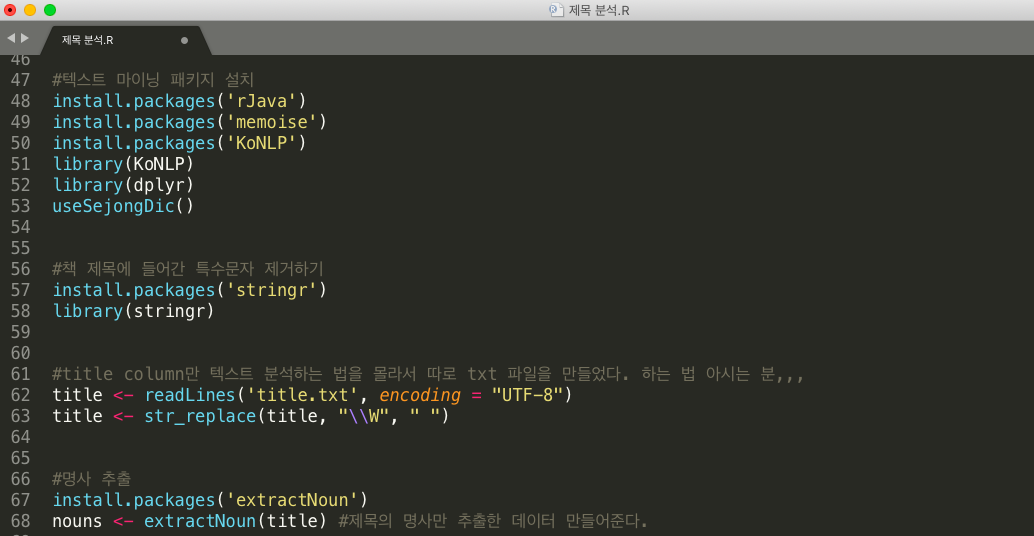 제목 분석.R
제목 분석.R
46
47 #텍스트 마이닝 패키지 설치
48 install.packages('rJava')
49 install.packages('memoise')
50 install.packages('KoNLP')
51 library(KoNLP)
52 library(dplyr)
53 useSejongDic()
54
55
56 #책 제목에 들어간 특수문자 제거하기
57 install.packages('stringr')
58 library(stringr)
59
60
61 #title column만 텍스트 분석하는 법을 몰라서 따로 txt 파일을 만들었다. 하는 법 아시는 분,,,
62 title <- readLines('title.txt', encoding = "UTF-8")
63 title <- str_replace(title, "\\W", " ")
64
65
66 #명사 추출
67 install.packages('extractNoun')
68 nouns <- extractNoun(title) #제목의 명사만 추출한 데이터 만들어준다.